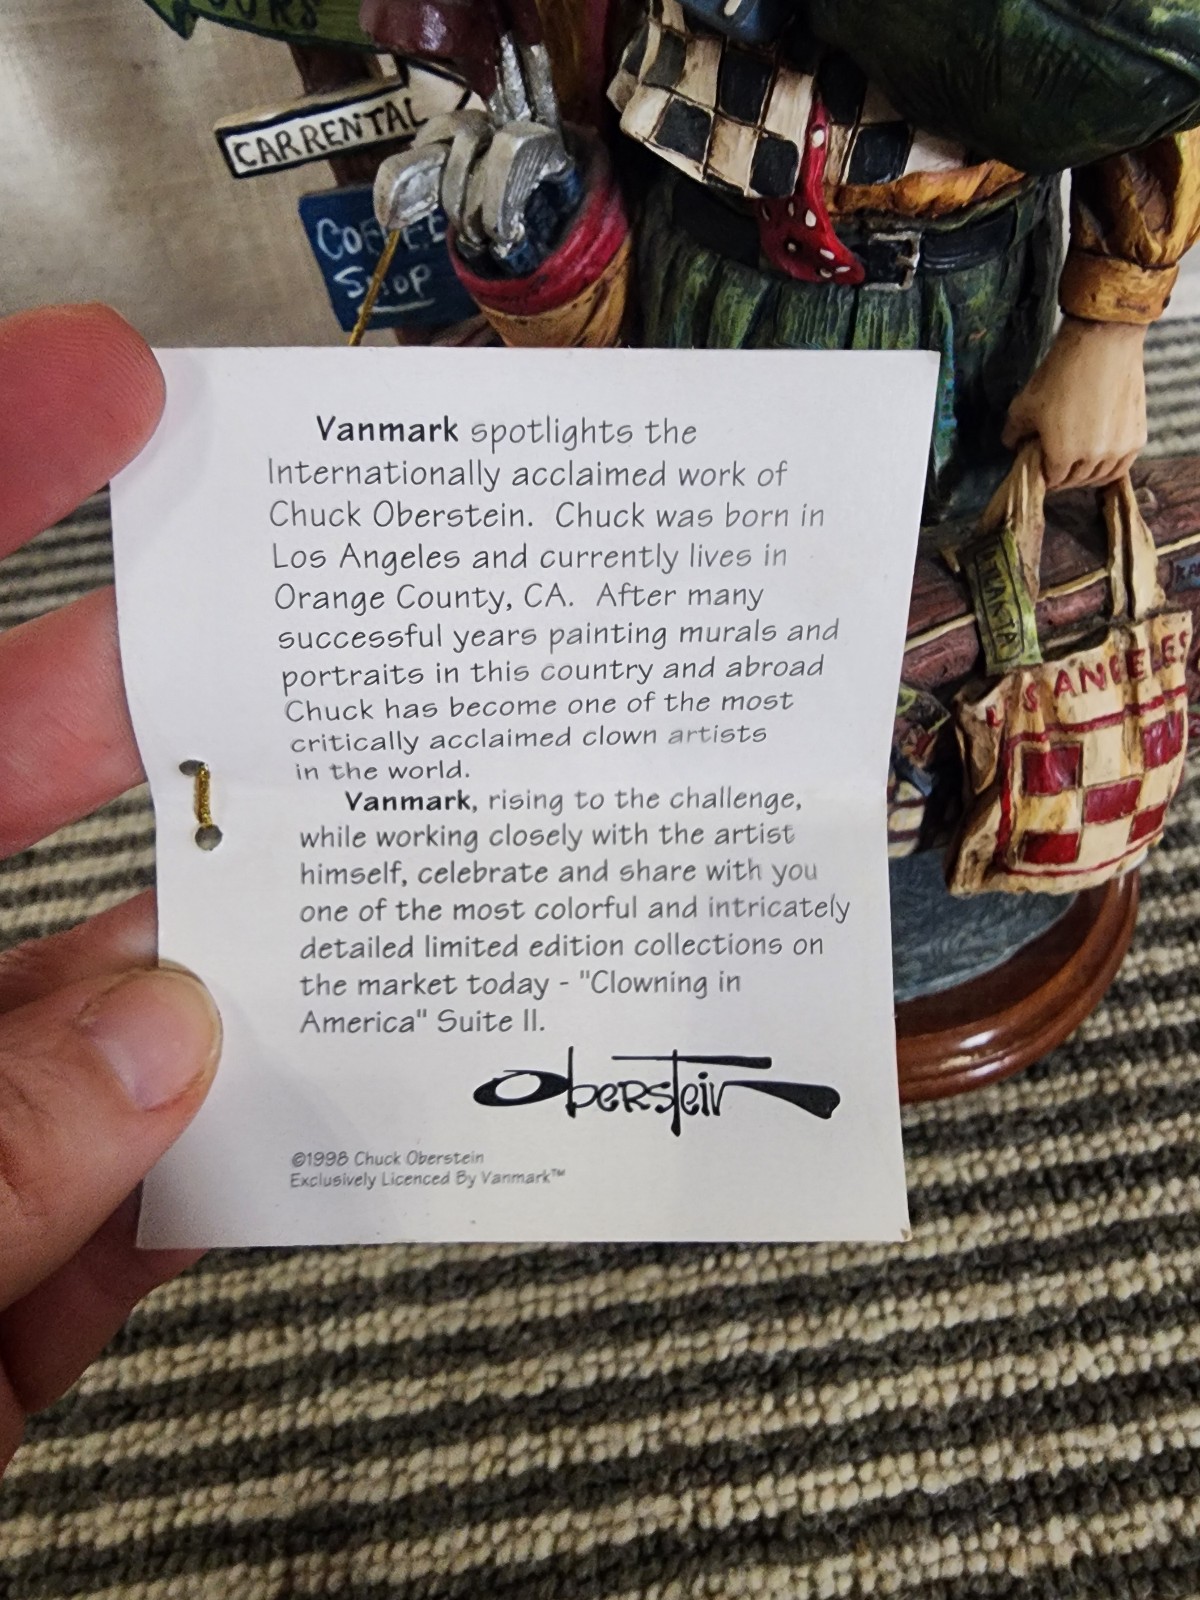 OURS
CAR RENTAL
COFFEE
SHOP
Vanmark spotlights the
Internationally acclaimed work of
Chuck Oberstein. Chuck was born in
Los Angeles and currently lives in
Orange County, CA. After many
successful years painting murals and
portraits in this country and abroad
Chuck has become one of the most
critically acclaimed clown artists
in the world.
Vanmark, rising to the challenge,
while working closely with the artist
himself, celebrate and share with you
one of the most colorful and intricately
detailed limited edition collections on
the market today - "Clowning in
America" Suite II.
Oberstein
©1998 Chuck Oberstein
Exclusively Licenced By Vanmark™
LOS ANGELES